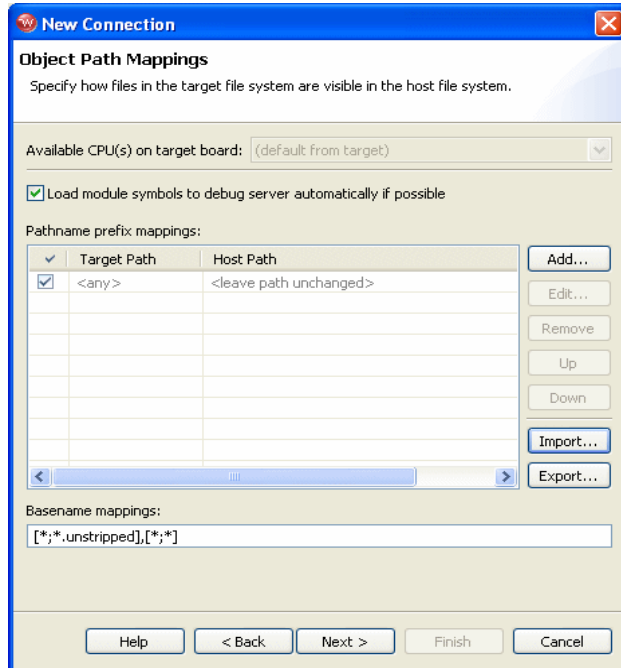 New Connection
Object Path Mappings
Specify how files in the target file system are visible in the host file system.
Available CPU(s) on target board: (default from target)
Load module symbols to debug server automatically if possible
Pathname prefix mappings:
Target Path Host Path Add...
<any> <leave path unchanged> Edit...
Remove
Up
Down
Import...
Export...
Basename mappings:
[*;*.unstripped],[*;*]
Help < Back Next > Finish Cancel